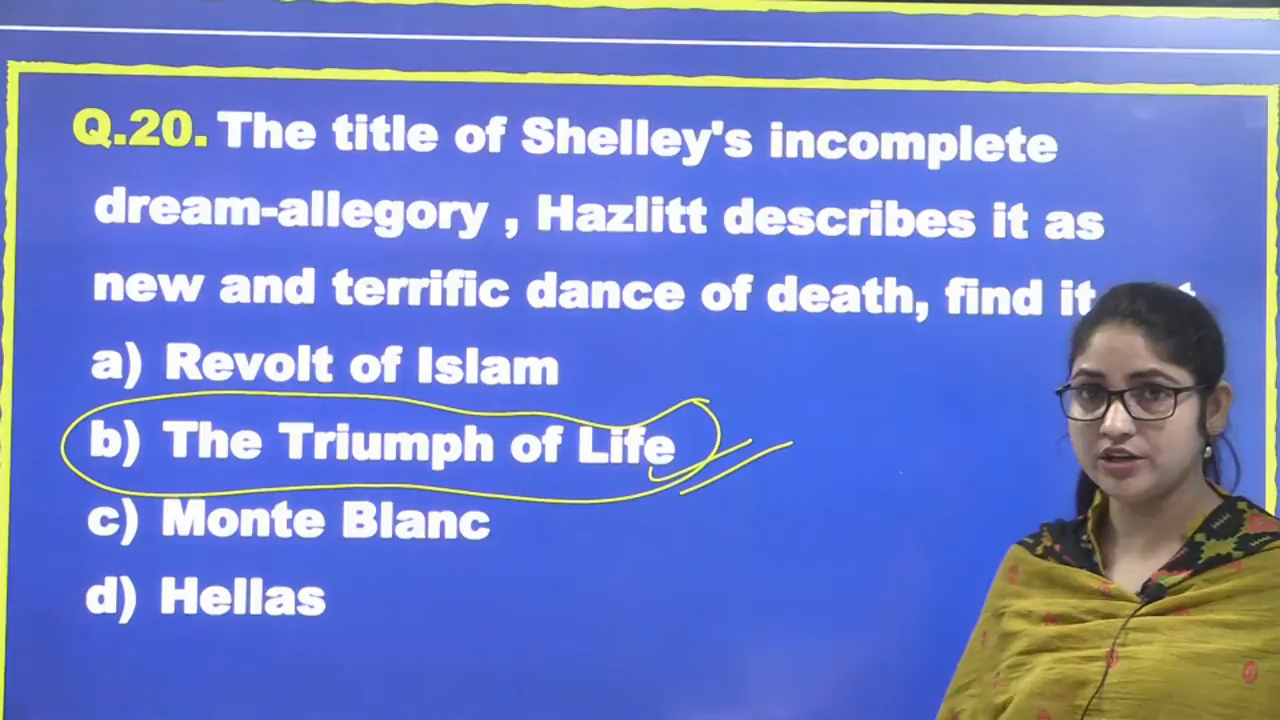 Q.20. The title of Shelley's incomplete
dream-allegory , Hazlitt describes it as
new and terrific dance of death, find it
a) Revolt of Islam
b) The Triumph of Life
c) Monte Blanc
d) Hellas